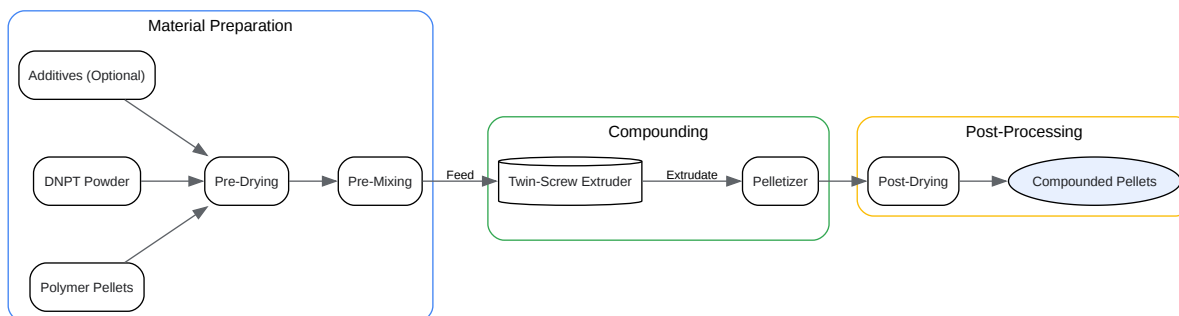 Material Preparation
Additives (Optional)
DNPT Powder
Polymer Pellets
Pre-Drying
Pre-Mixing
Feed
Compounding
Twin-Screw Extruder
Extrudate
Pelletizer
Post-Processing
Post-Drying
Compounded Pellets